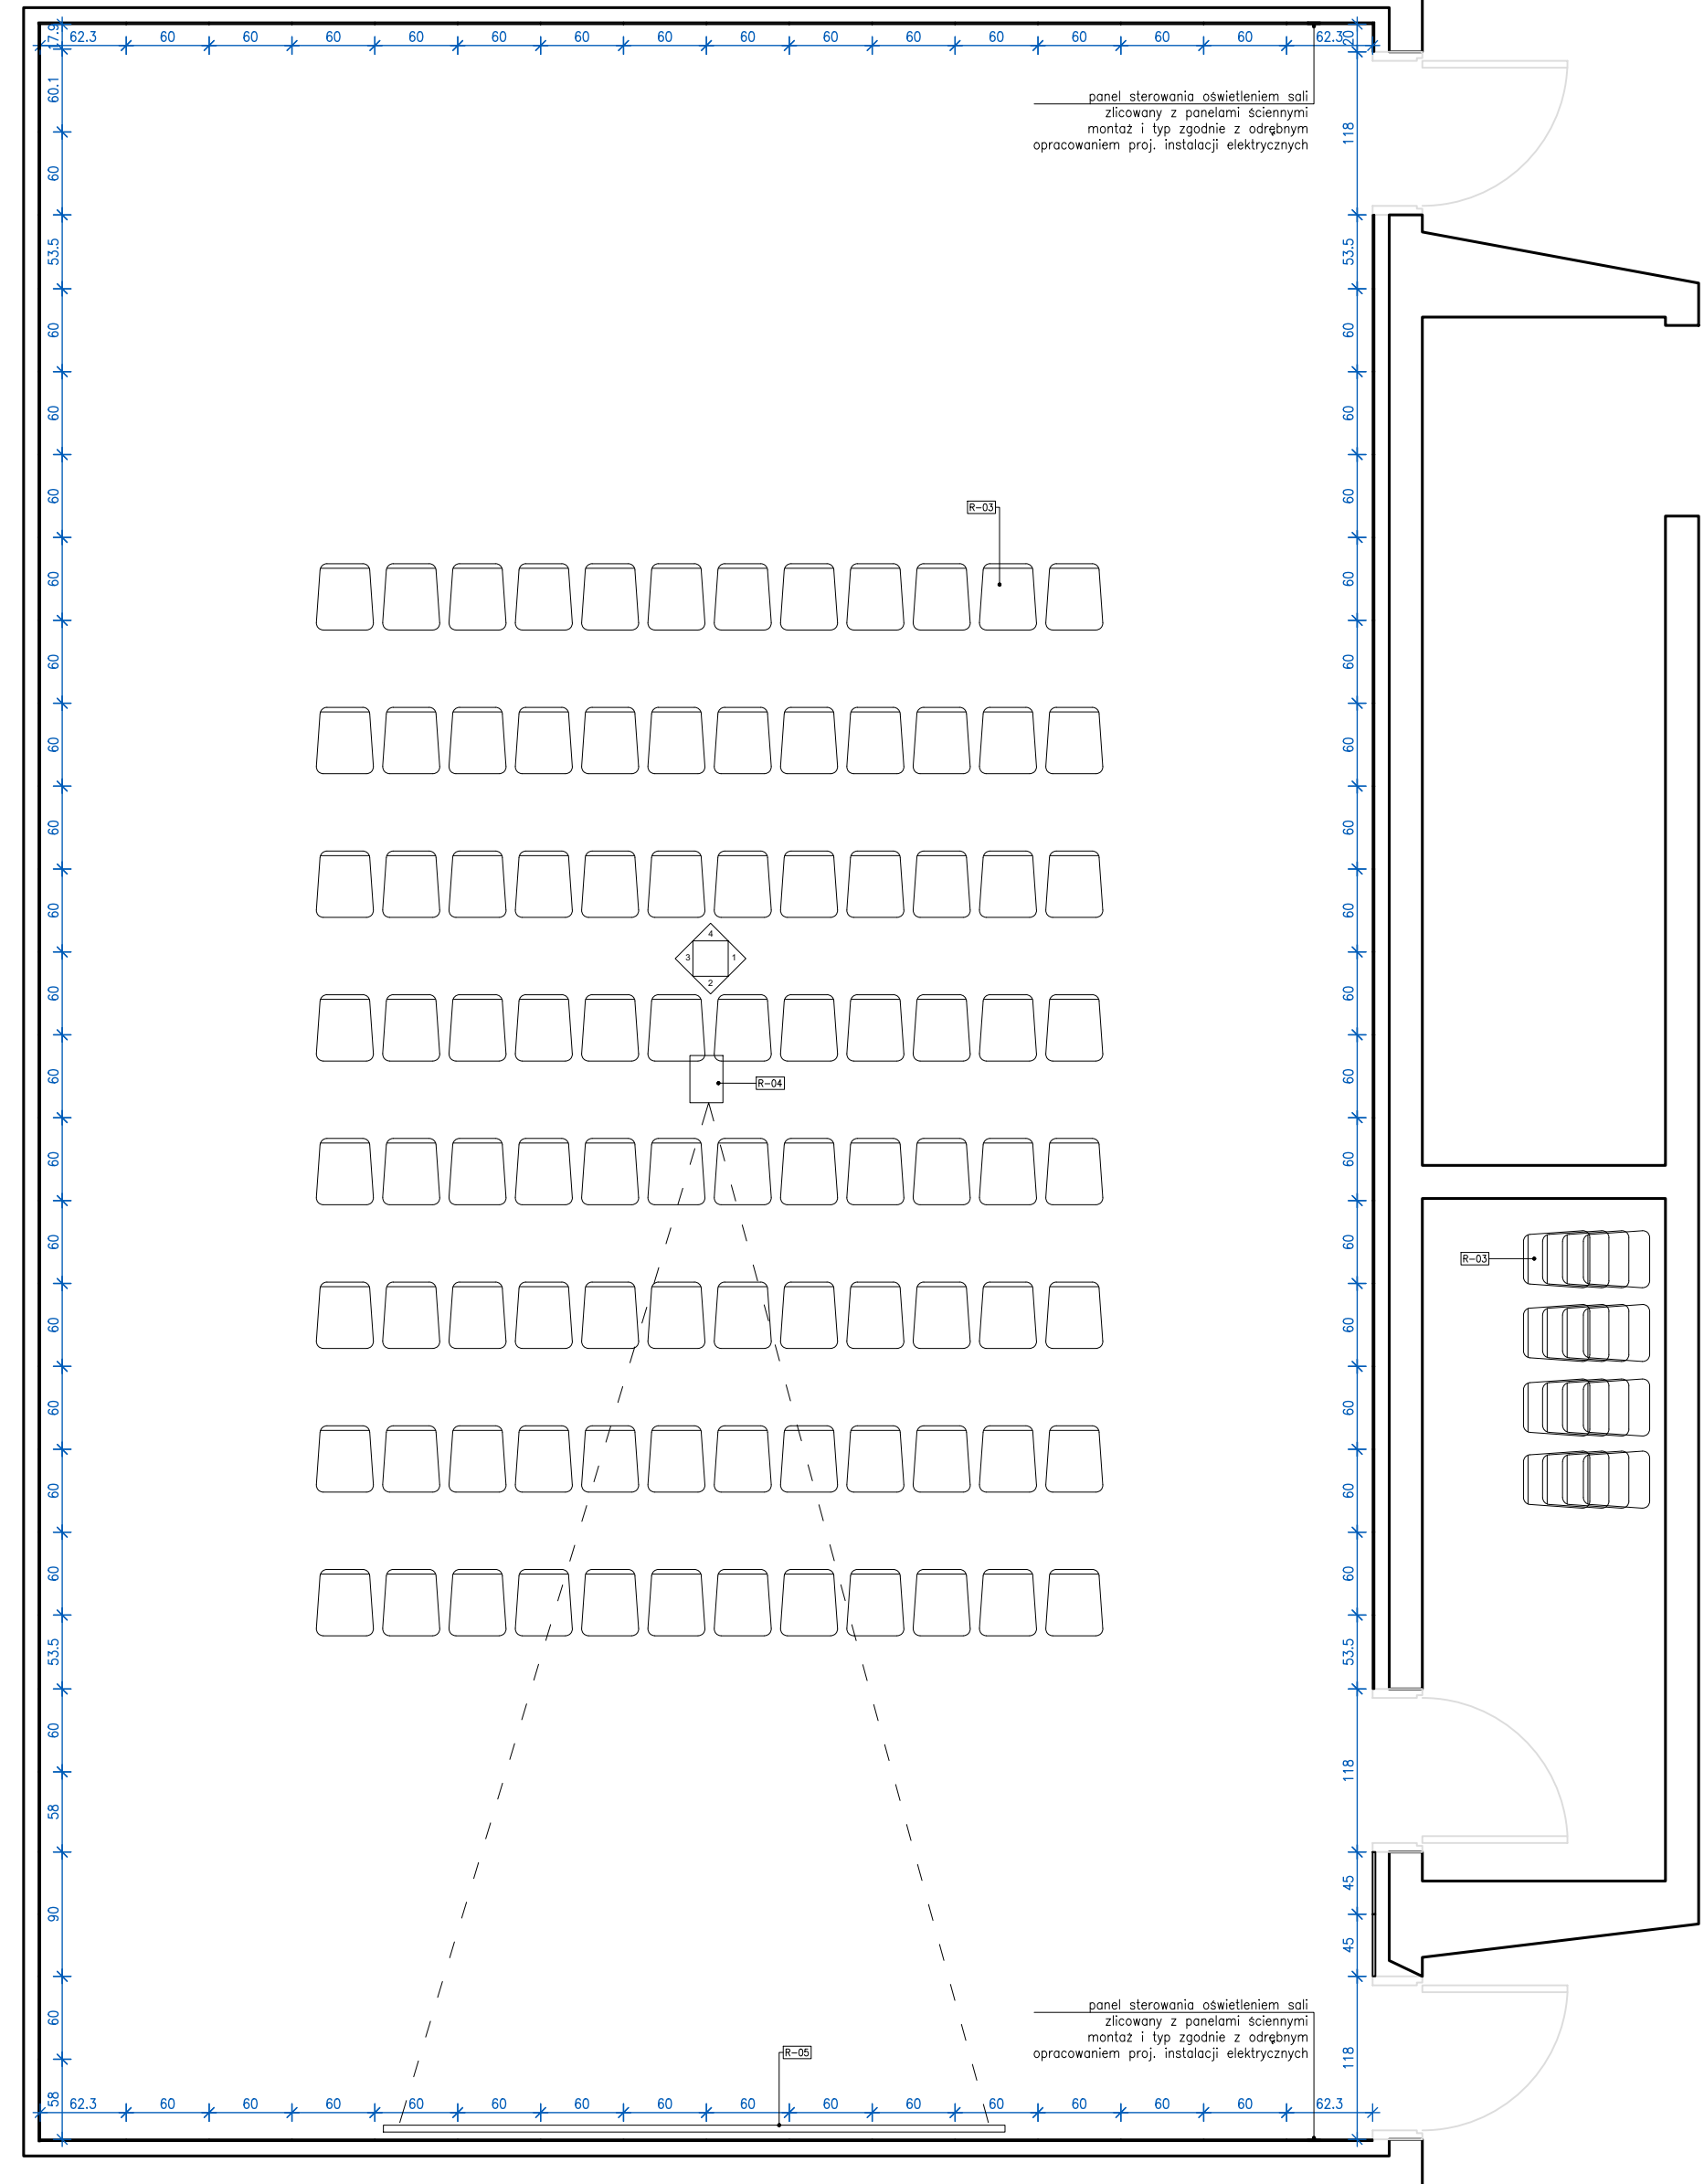 17.9 62.3 60 60 60 60 60 60 60 60 60 60 60 60 60 60 62.3 20
60.1
panel sterowania oświetleniem sali
zlicowany z panelami ściennymi
montaż i typ zgodnie z odrębnym
opracowaniem proj. instalacji elektrycznych
118
60
53.5 53.5
60 60
60 60
60 60
R-03
60 60
60 60
60 60
60 60
60 60
4
3 1
2
60 60
60 60
R-04
60 60
60 60
R-03
60 60
60 60
60 60
60 60
53.5 53.5
60
118
58
45
90
45
panel sterowania oświetleniem sali
zlicowany z panelami ściennymi
montaż i typ zgodnie z odrębnym
opracowaniem proj. instalacji elektrycznych
60
R-05
118
58
62.3 60 60 60 60 60 60 60 60 60 60 60 60 60 60 62.3